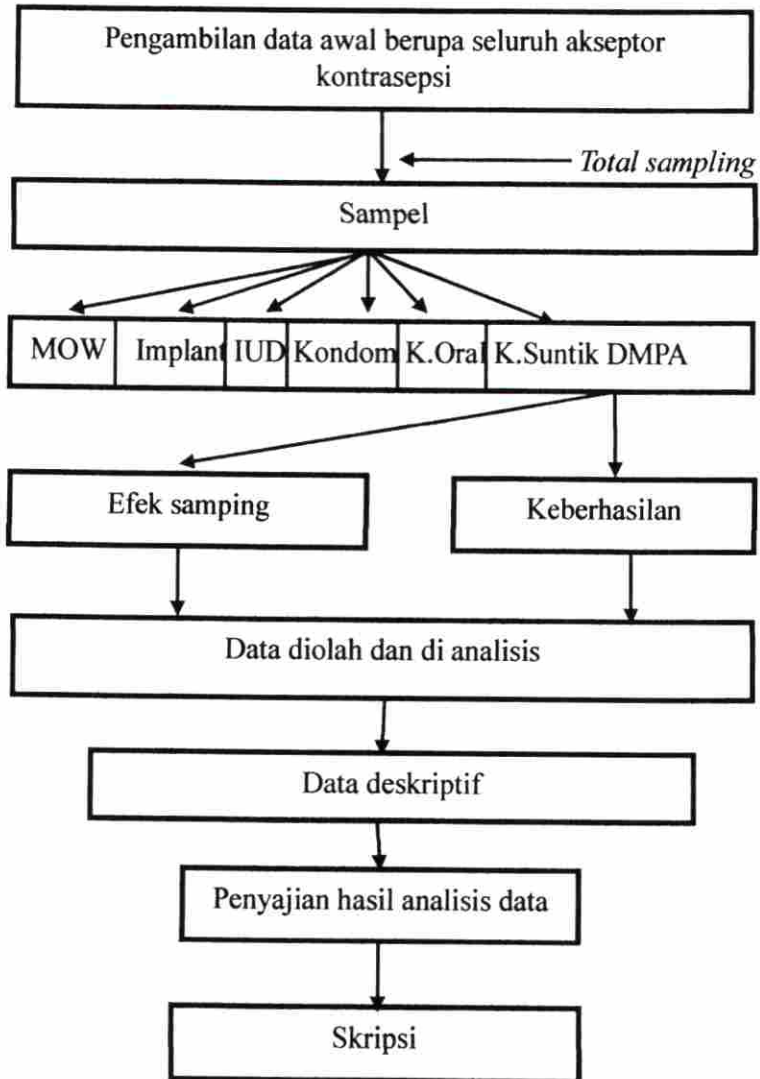 Pengambilan data awal berupa seluruh akseptor
kontrasepsi
Total sampling
Sampel
MOW Implant IUD Kondom K.Oral K.Suntik DMPA
Efek samping
Keberhasilan
Data diolah dan di analisis
Data deskriptif
Penyajian hasil analisis data
Skripsi